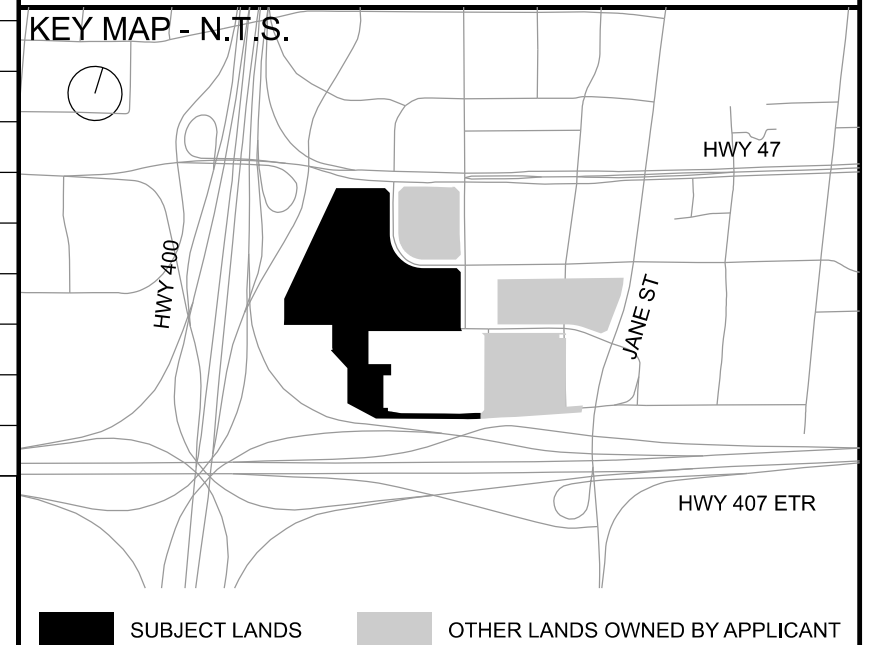 KEY MAP - N.T.S.
HWY 47
HWY 400
JANE ST
HWY 407 ETR
SUBJECT LANDS
OTHER LANDS OWNED BY APPLICANT